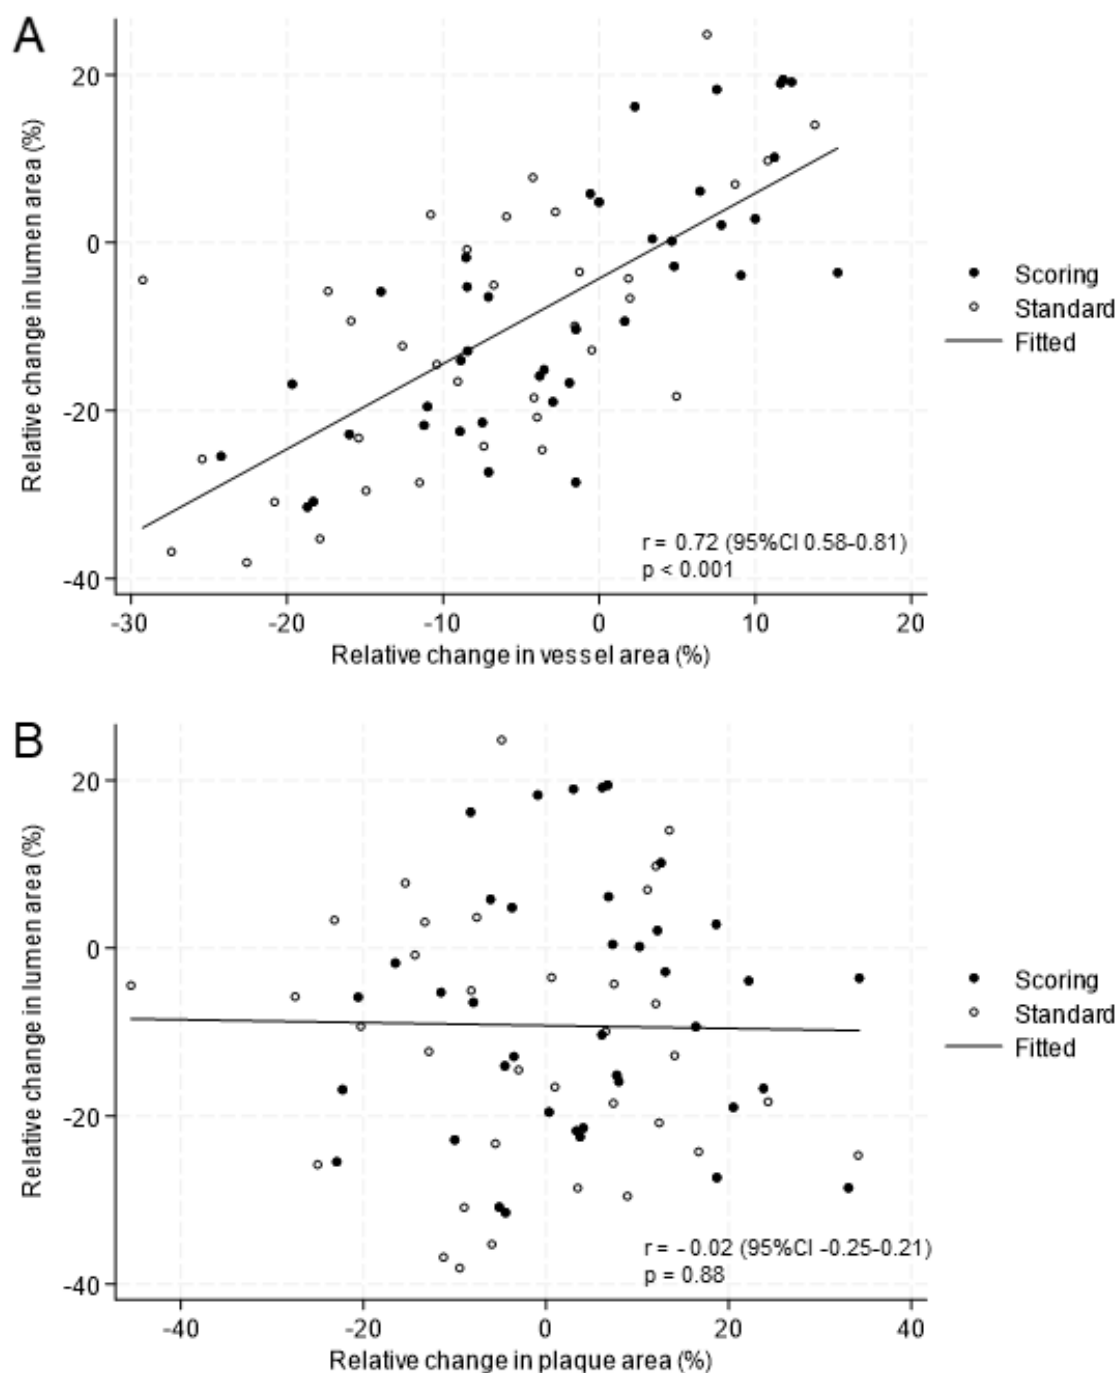 A
Relative change in lumen area (%)
20
0
-20
-40
-30
-20
-10
0
10
20
Relative change in vessel area (%)
r = 0.72 (95%CI 0.58-0.81)
p < 0.001
Scoring
Standard
Fitted
B
Relative change in lumen area (%)
20
0
-20
-40
-40
-20
0
20
40
Relative change in plaque area (%)
r = -0.02 (95%CI -0.25-0.21)
p = 0.88
Scoring
Standard
Fitted